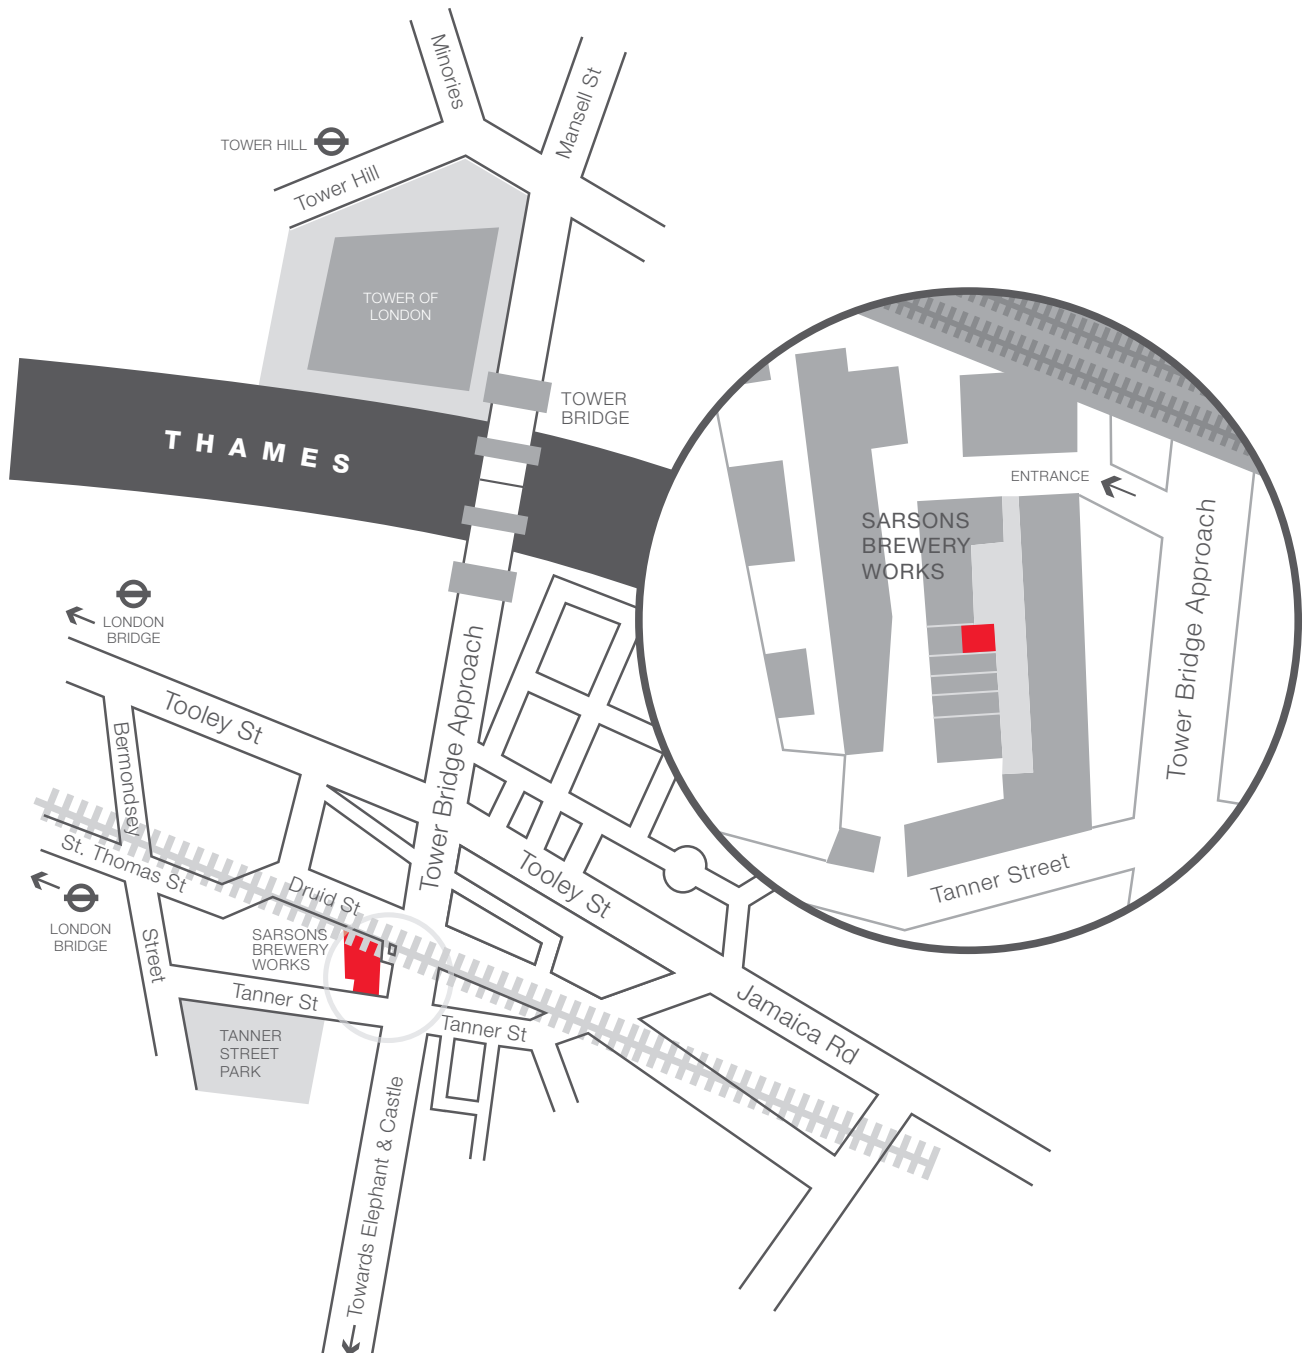 Minories
Mansell St
TOWER HILL
Tower Hill
TOWER OF
LONDON
TOWER
BRIDGE
THAMES
ENTRANCE
SARSONS
BREWERY
WORKS
Tower Bridge Approach
Tanner Street
LONDON
BRIDGE
Tooley St
Tower Bridge Approach
Bermondsey
St. Thomas St
Druid St
Tooley St
LONDON
BRIDGE
Street
SARSONS
BREWERY
WORKS
Tanner St
Tanner St
Jamaica Rd
TANNER
STREET
PARK
Towards Elephant & Castle